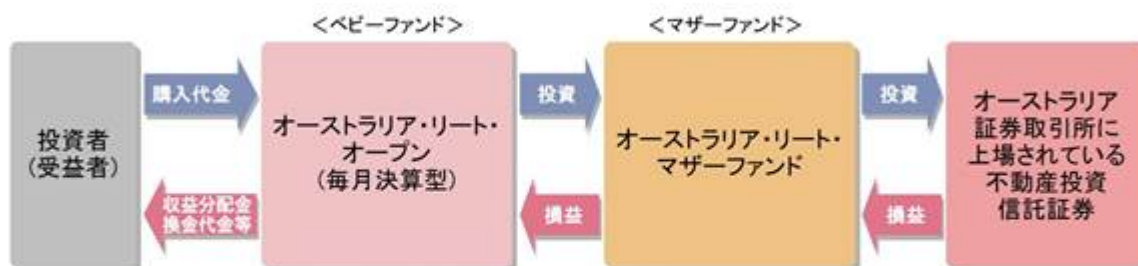 <ベビーファンド>
<マザーファンド>
投資者
(受益者)
購入代金
収益分配金
換金代金等
オーストラリア・リート・
オープン
(毎月決算型)
投資
損益
オーストラリア・リート・
マザーファンド
投資
損益
オーストラリア
証券取引所に
上場されている
不動産投資
信託証券